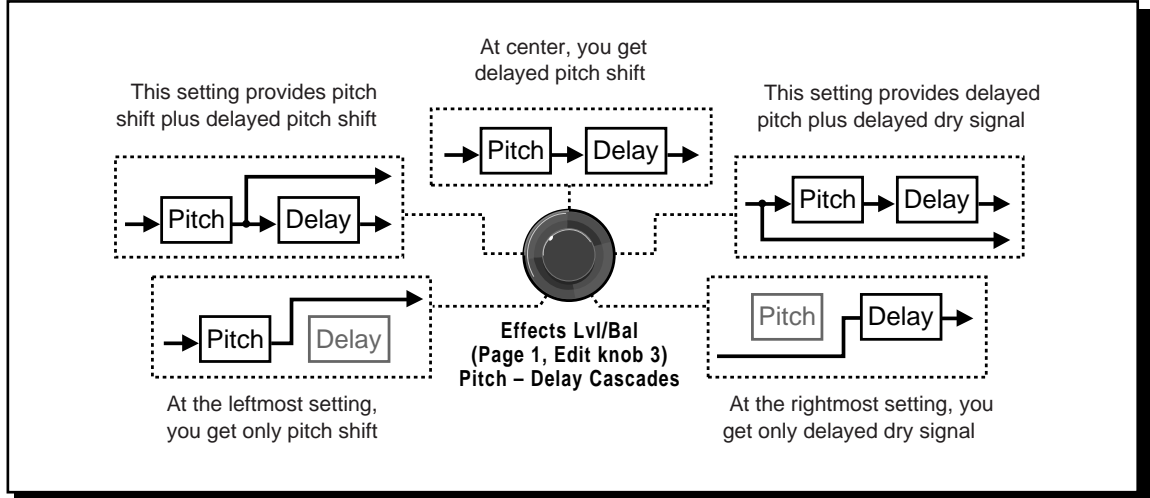 At center, you get
delayed pitch shift
Pitch
Delay
This setting provides pitch
shift plus delayed pitch shift
Pitch
Delay
This setting provides delayed
pitch plus delayed dry signal
Pitch
Delay
Pitch
Delay
At the leftmost setting,
you get only pitch shift
Effects Lvl/Bal
(Page 1, Edit knob 3)
Pitch – Delay Cascades
Pitch
Delay
At the rightmost setting, you
get only delayed dry signal